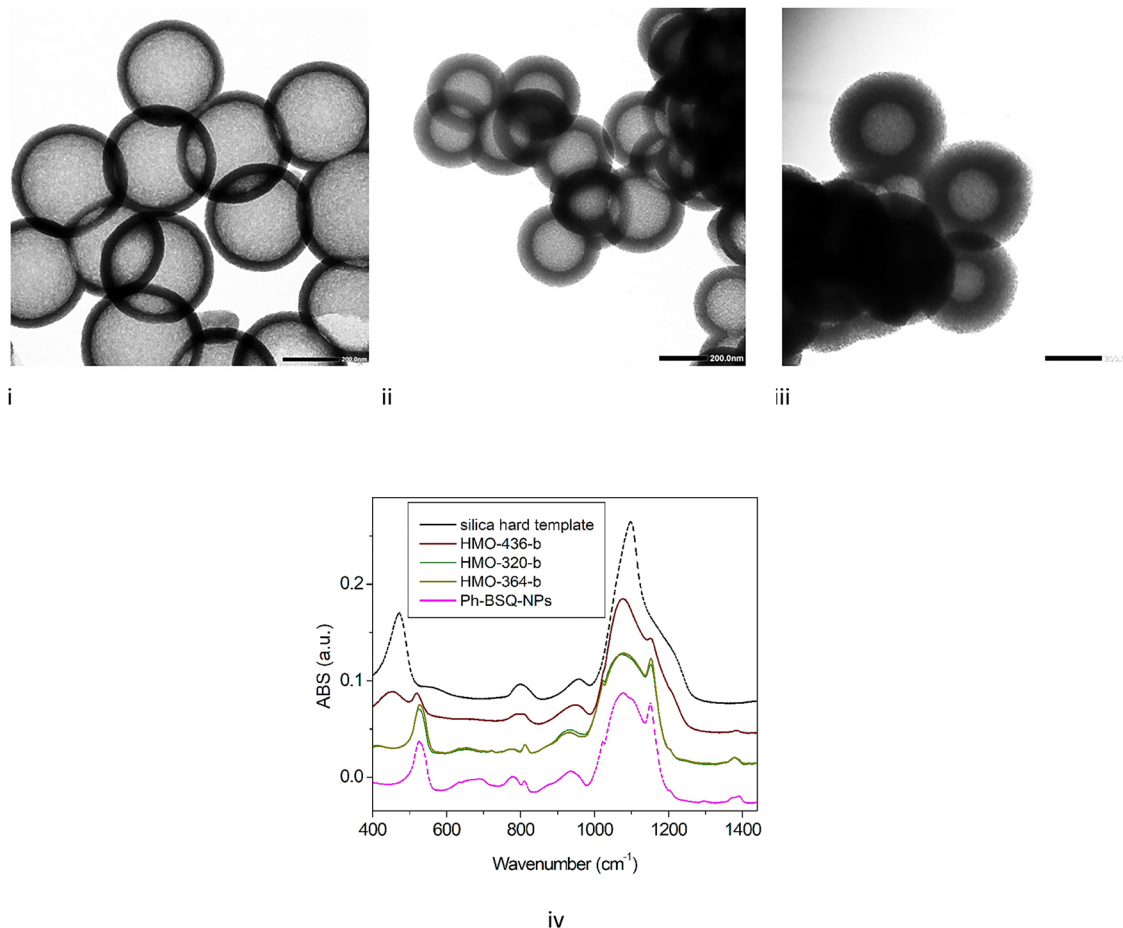 200.0nm
200.0nm
200.
i
ii
iii
silica hard template
HMO-436-b
HMO-320-b
HMO-364-b
Ph-BSQ-NPs
0.2
0.1
0.0
ABS (a.u.)
400 600 800 1000 1200 1400
Wavenumber (cm⁻¹)
iv